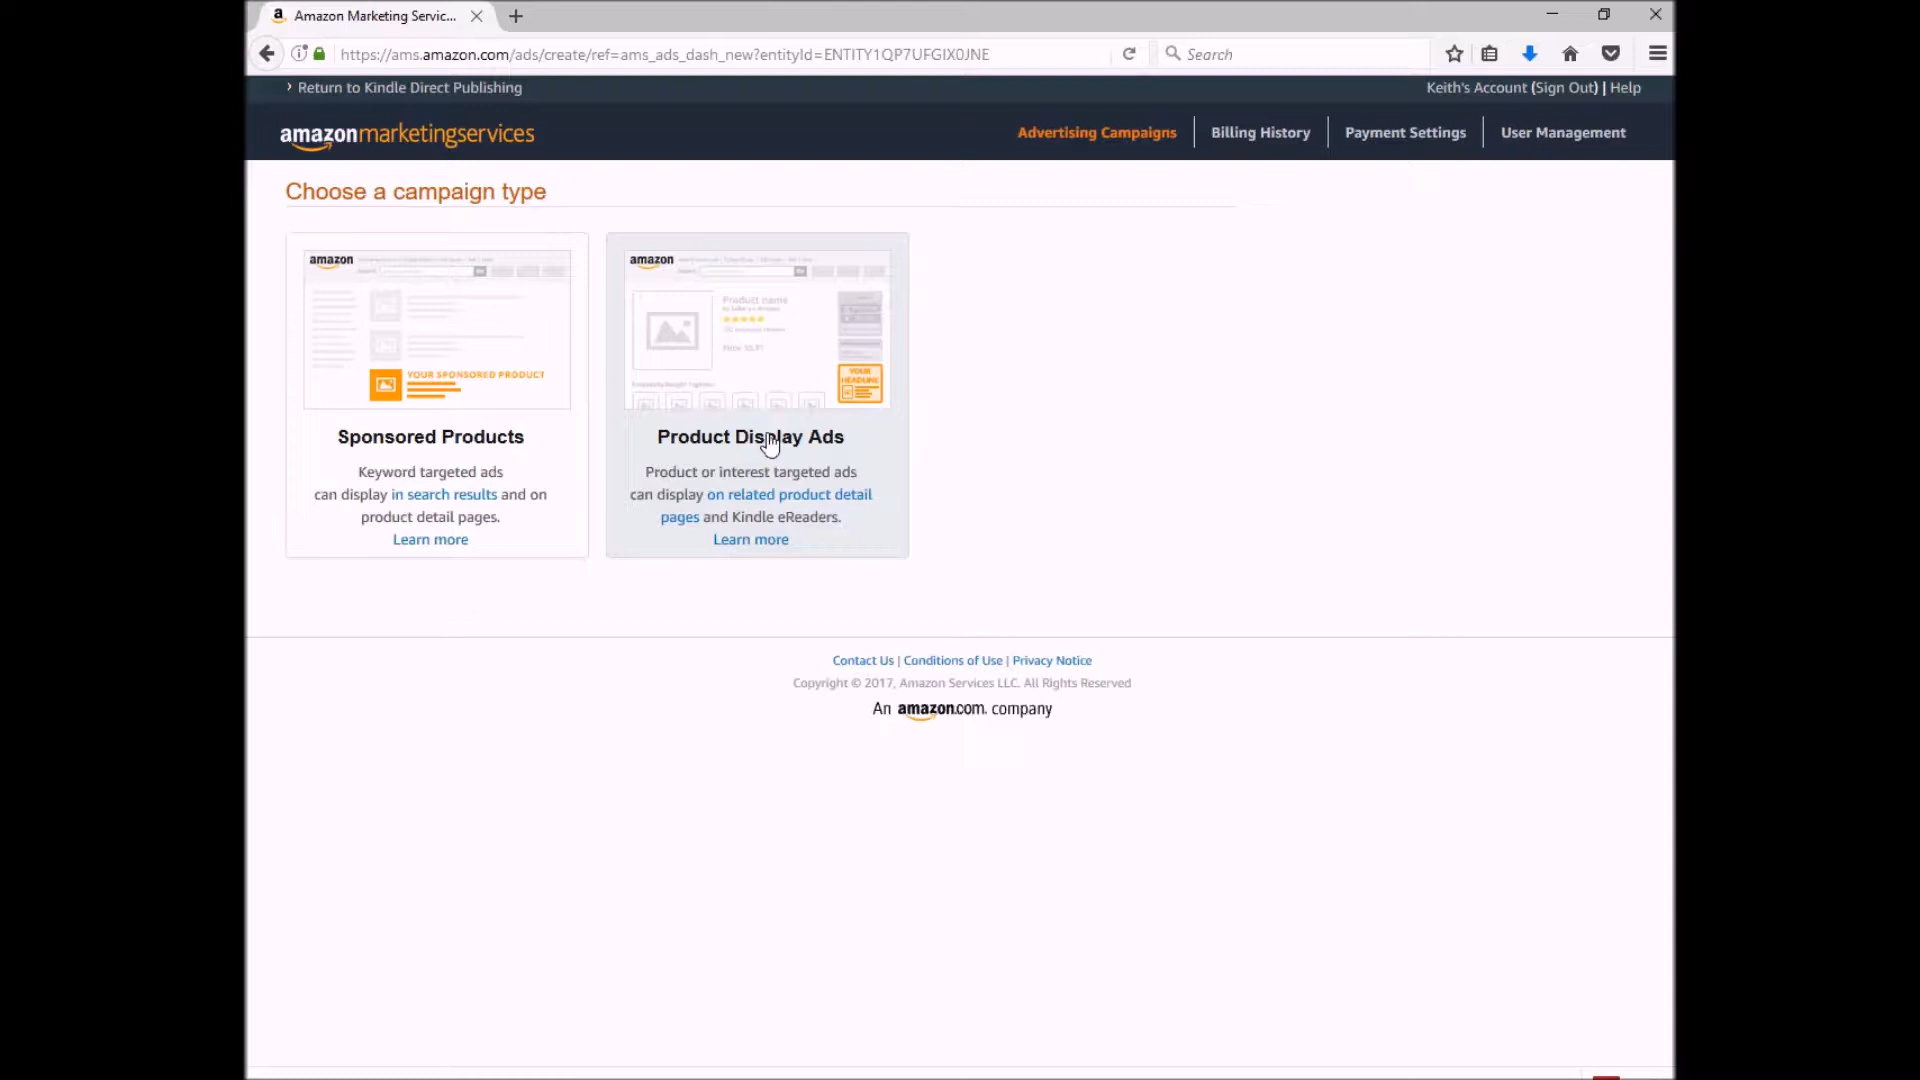 Amazon Marketing Servic...
https://ams.amazon.com/ads/create/ref=ams_ads_dash_new?entityId=ENTITY1QP7UFGIX0JNE
Search
› Return to Kindle Direct Publishing
Keith's Account (Sign Out) | Help
amazonmarketingservices
Advertising Campaigns
Billing History
Payment Settings
User Management
Choose a campaign type
amazon
YOUR SPONSORED PRODUCT
Sponsored Products
Keyword targeted ads
can display in search results and on
product detail pages.
Learn more
amazon
Product name
YOUR
HEADLINE
Product Display Ads
Product or interest targeted ads
can display on related product detail
pages and Kindle eReaders.
Learn more
Contact Us | Conditions of Use | Privacy Notice
Copyright © 2017, Amazon Services LLC. All Rights Reserved
An amazon.com. company